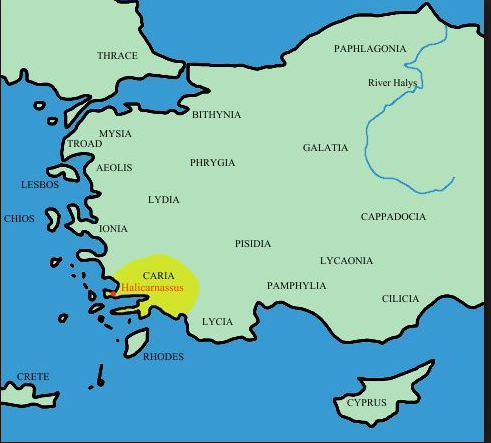 THRACE
PAPHLAGONIA
River Halys
BITHYNIA
MYSIA
TROAD
GALATIA
PHRYGIA
AEOLIS
LESBOS
LYDIA
CHIOS
CAPPADOCIA
IONIA
PISIDIA
LYCAONIA
CARIA
Halicarnassus
PAMPHYLIA
CILICIA
LYCIA
RHODES
CRETE
CYPRUS